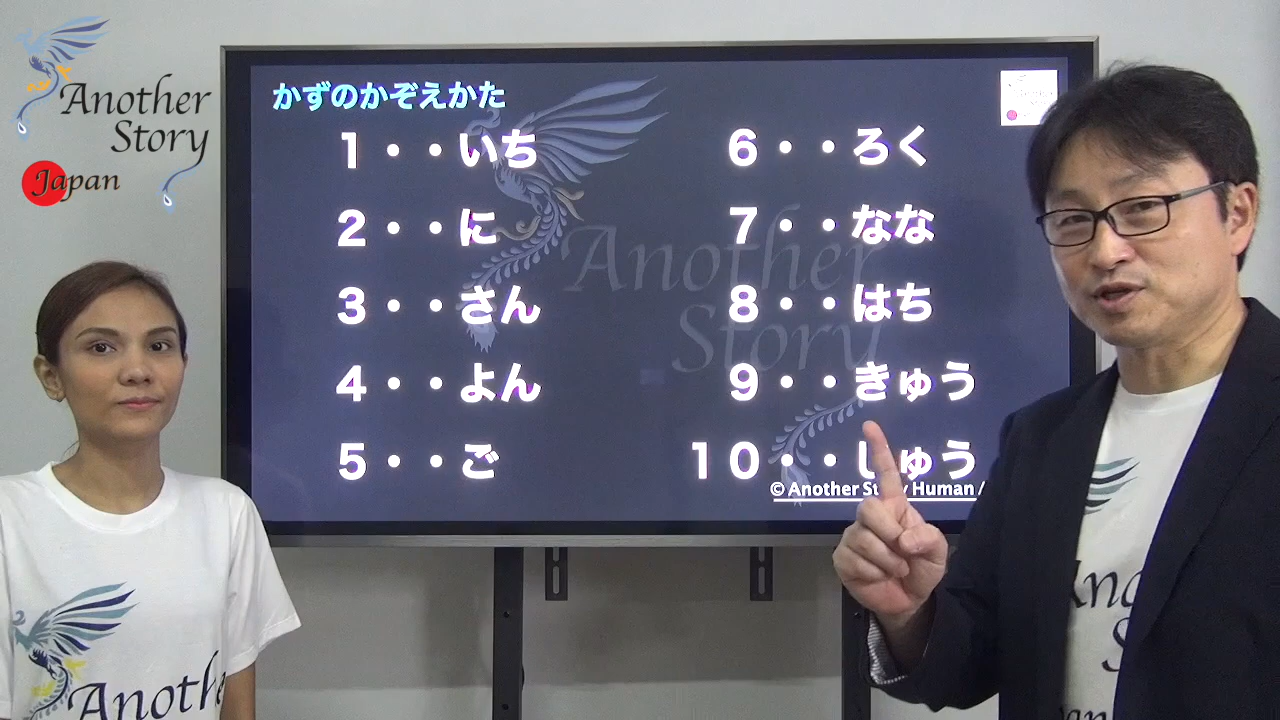 Another
Story
Japan
かずのかぞえかた
1・・いち
2・・に
3・・さん
4・・よん
5・・ご
6・・ろく
7・・なな
8・・はち
9・・きゅう
10・・じゅう
Another
Story
© Another Story Human /
Anoth